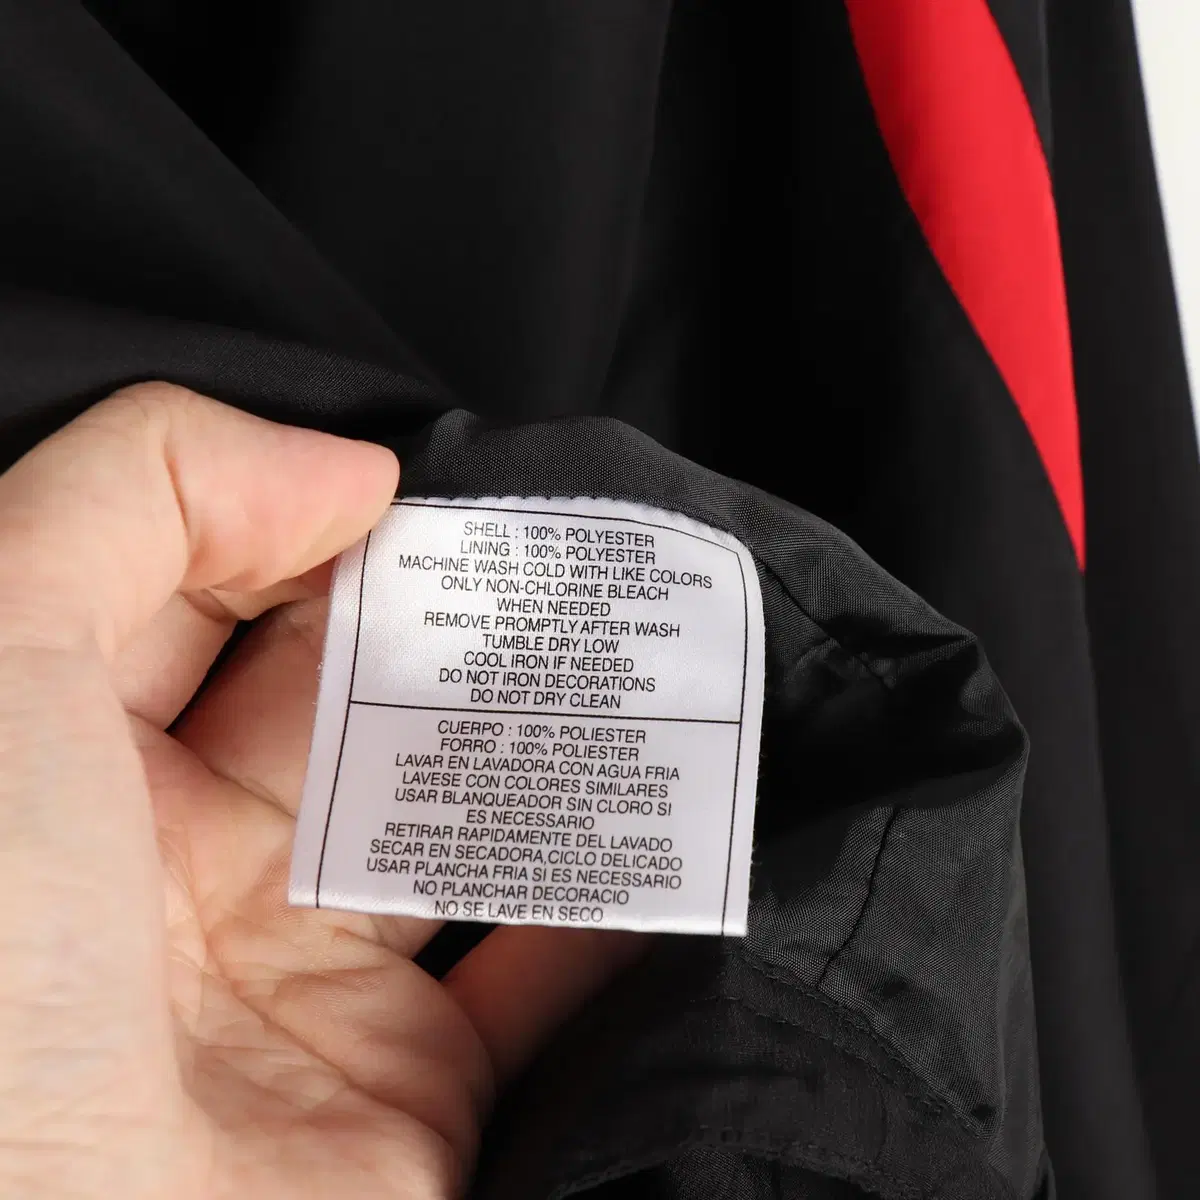 SHELL : 100% POLYESTER
LINING : 100% POLYESTER
MACHINE WASH COLD WITH LIKE COLORS
ONLY NON-CHLORINE BLEACH
WHEN NEEDED
REMOVE PROMPTLY AFTER WASH
TUMBLE DRY LOW
COOL IRON IF NEEDED
DO NOT IRON DECORATIONS
DO NOT DRY CLEAN
CUERPO : 100% POLIESTER
FORRO : 100% POLIESTER
LAVAR EN LAVADORA CON AGUA FRIA
LAVESE CON COLORES SIMILARES
USAR BLANQUEADOR SIN CLORO SI
ES NECESSARIO
RETIRAR RAPIDAMENTE DEL LAVADO
SECAR EN SECADORA,CICLO DELICADO
USAR PLANCHA FRIA SI ES NECESSARIO
NO PLANCHAR DECORACIO
NO SE LAVE EN SECO